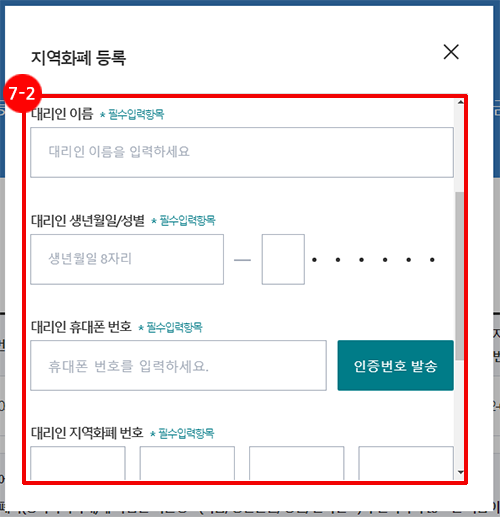 지역화폐 등록
7-2
대리인 이름 * 필수입력항목
대리인 이름을 입력하세요
대리인 생년월일/성별 * 필수입력항목
생년월일 8자리 — • • • • • •
대리인 휴대폰 번호 * 필수입력항목
휴대폰 번호를 입력하세요. 인증번호 발송
대리인 지역화폐 번호 * 필수입력항목